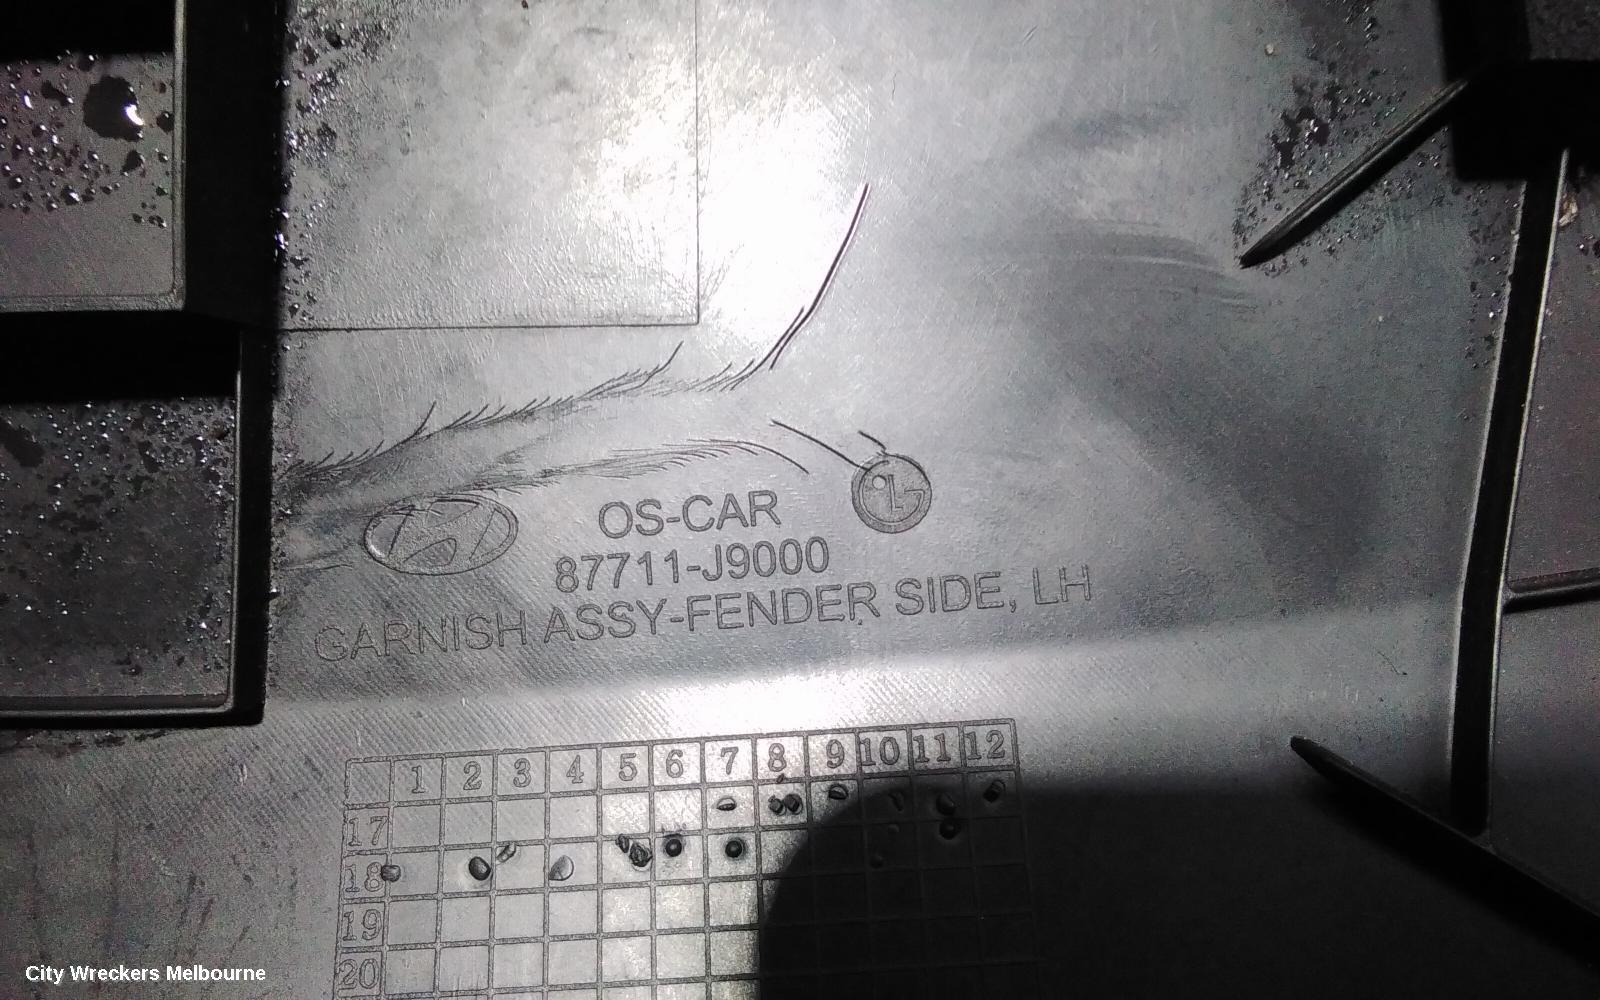 OS-CAR
87711-J9000
GARNISH ASSY-FENDER SIDE, LH
1 2 3 4 5 6 7 8 9 10 11 12
17
18
19
20
City Wreckers Melbourne